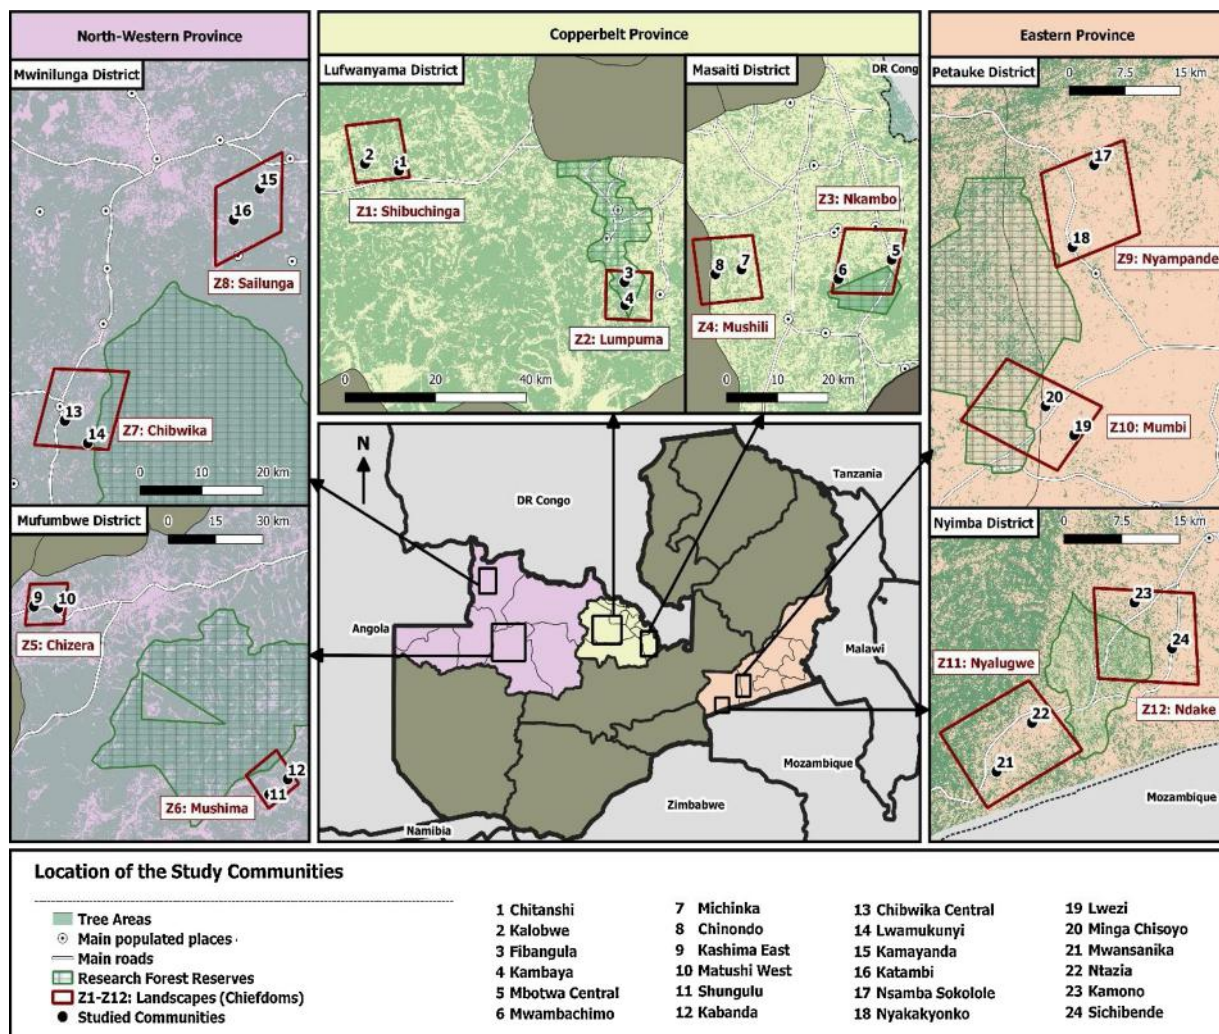 North-Western Province
Mwinilunga District
15
16
Z8: Sailunga
13
14
Z7: Chibwika
0 10 20 km
Mufumbwe District
0 15 30 km
9 10
Z5: Chizera
Z6: Mushima
12
11
Copperbelt Province
Lufwanyama District
2 1
Z1: Shibuchinga
3
4
Z2: Lumpuma
0 20 40 km
Masaiti District
DR Cong
Z3: Nkambo
5
6
8 7
Z4: Mushili
0 10 20 km
Eastern Province
Petauke District
0 7.5 15 km
17
18
Z9: Nyampande
20
19
Z10: Mumbi
Nyimba District
0 7.5 15 km
23
24
Z11: Nyalugwe
Z12: Ndake
22
21
Mozambique
N
DR Congo
Tanzania
Angola
Malawi
Mozambique
Zimbabwe
Namibia
Location of the Study Communities
Tree Areas
Main populated places
Main roads
Research Forest Reserves
Z1-Z12: Landscapes (Chiefdoms)
Studied Communities
1 Chitanshi
2 Kalobwe
3 Fibangula
4 Kambaya
5 Mbotwa Central
6 Mwambachimo
7 Michinka
8 Chinondo
9 Kashima East
10 Matushi West
11 Shungulu
12 Kabanda
13 Chibwika Central
14 Lwamukunyi
15 Kamayanda
16 Katambi
17 Nsamba Sokolole
18 Nyakakyonko
19 Lwezi
20 Minga Chisoyo
21 Mwansanika
22 Ntazia
23 Kamono
24 Sichibende